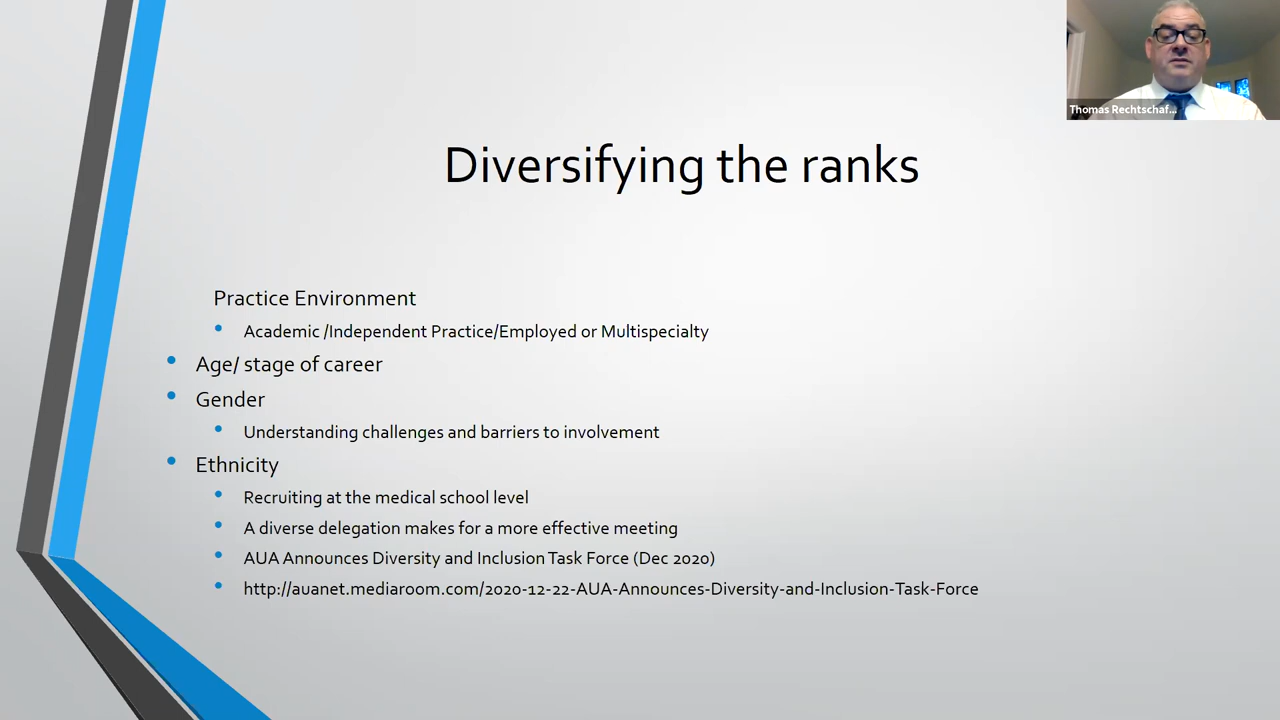 Thomas Rechtschaf...
Diversifying the ranks
Practice Environment
• Academic /Independent Practice/Employed or Multispecialty
• Age/ stage of career
• Gender
• Understanding challenges and barriers to involvement
• Ethnicity
• Recruiting at the medical school level
• A diverse delegation makes for a more effective meeting
• AUA Announces Diversity and Inclusion Task Force (Dec 2020)
• http://auanet.mediaroom.com/2020-12-22-AUA-Announces-Diversity-and-Inclusion-Task-Force